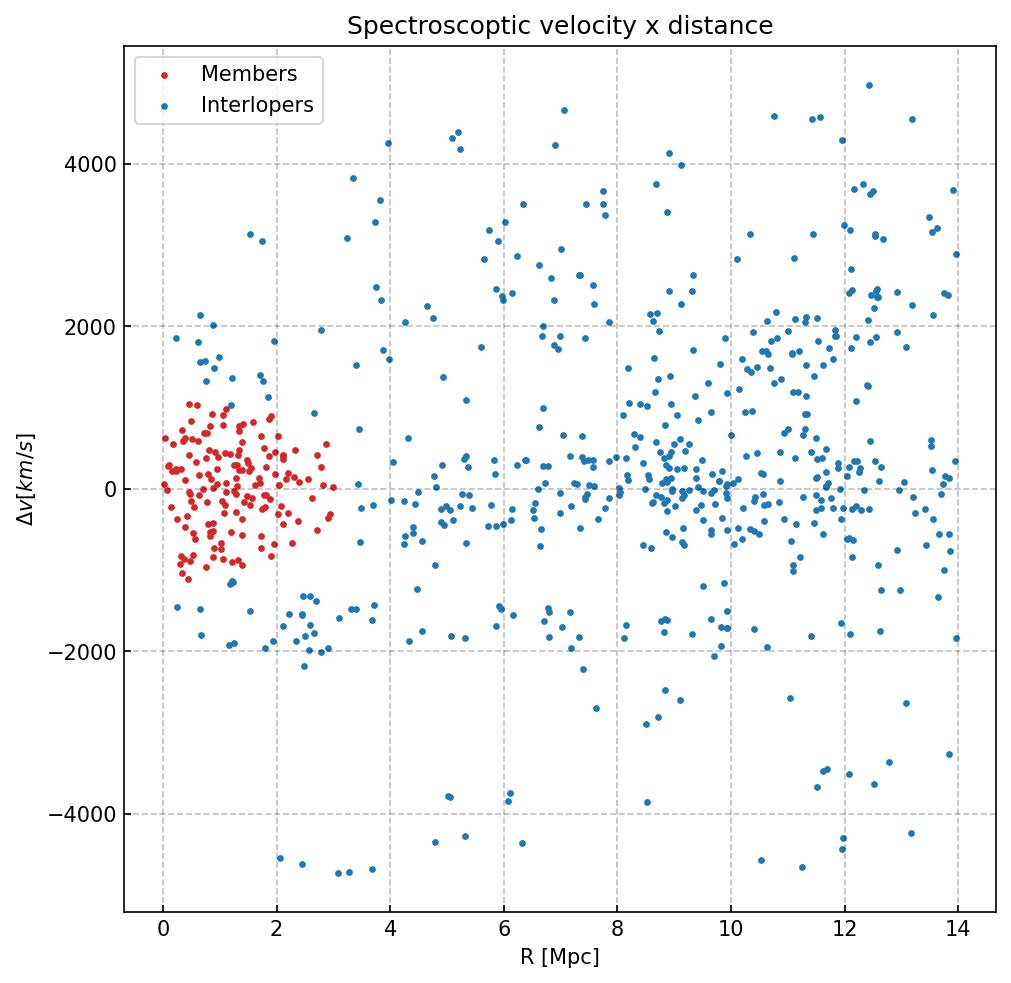 Spectroscoptic velocity x distance
Members
Interlopers
4000
2000
0
−2000
−4000
Δv[km/s]
0 2 4 6 8 10 12 14
R [Mpc]